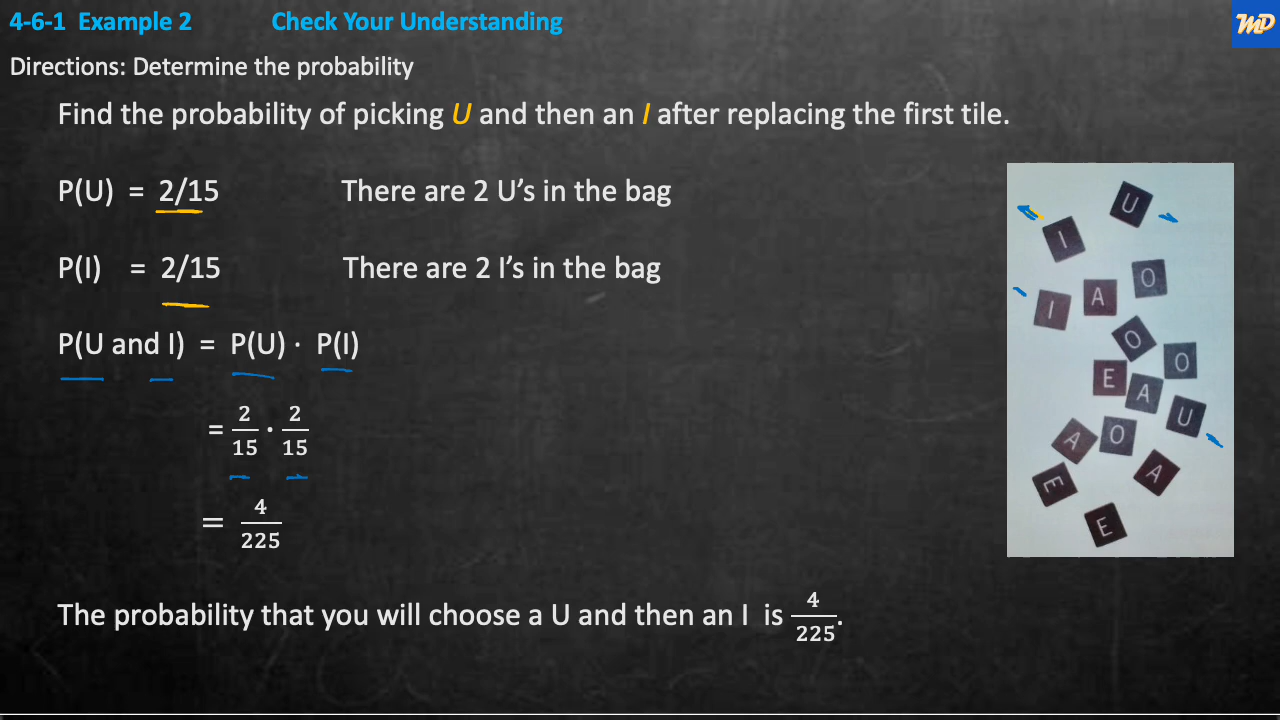 4-6-1 Example 2 Check Your Understanding
MD
Directions: Determine the probability
Find the probability of picking U and then an I after replacing the first tile.
P(U) = 2/15 There are 2 U’s in the bag
P(I) = 2/15 There are 2 I’s in the bag
P(U and I) = P(U) · P(I)
= 2/15 · 2/15
= 4/225
The probability that you will choose a U and then an I is 4/225.
U
I
O
A
I
O
O
E
A
U
O
A
A
E
E